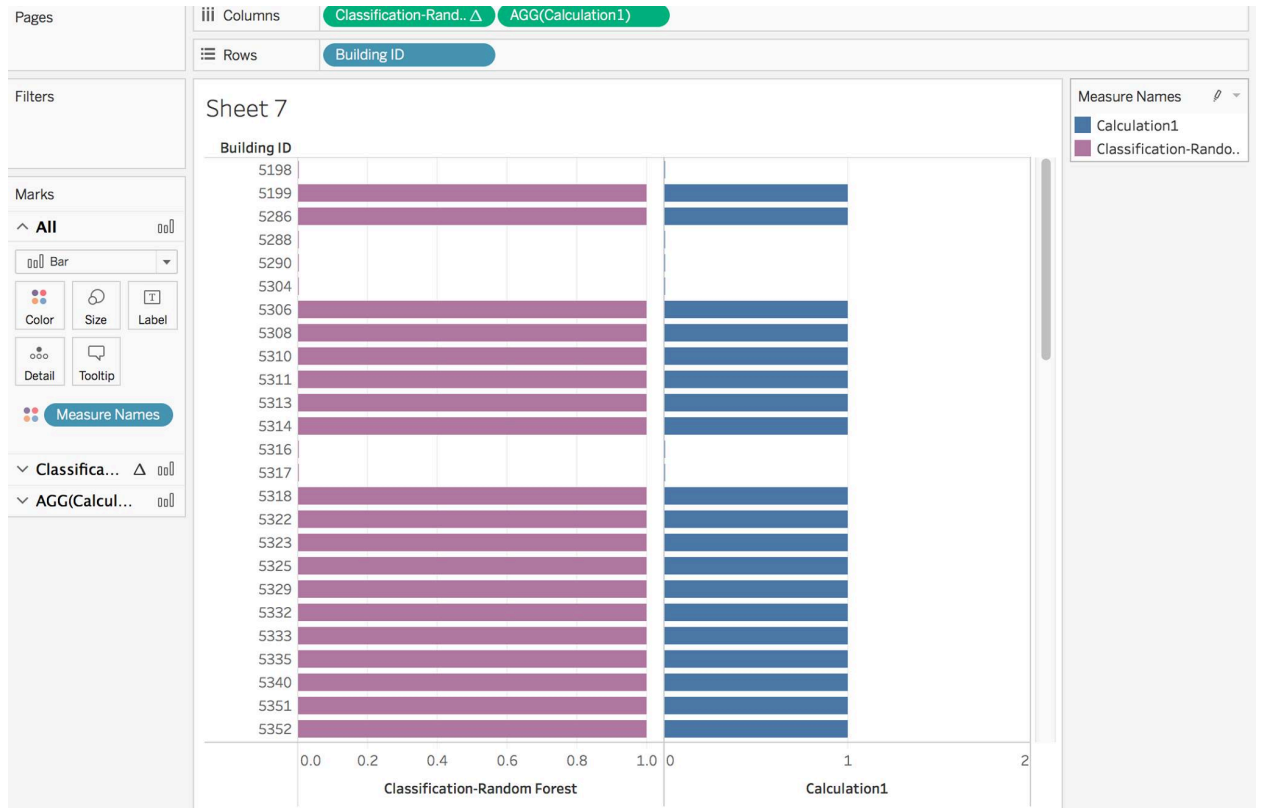 Pages
Columns
Classification-Rand.. Δ
AGG(Calculation1)
Rows
Building ID
Filters
Marks
All
Bar
Color
Size
Label
Detail
Tooltip
Measure Names
Classifica... Δ
AGG(Calcul...
Sheet 7
Building ID
5198
5199
5286
5288
5290
5304
5306
5308
5310
5311
5313
5314
5316
5317
5318
5322
5323
5325
5329
5332
5333
5335
5340
5351
5352
0.0 0.2 0.4 0.6 0.8 1.0
Classification-Random Forest
0 1 2
Calculation1
Measure Names
Calculation1
Classification-Rando..